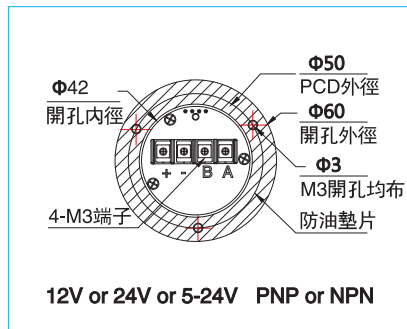 Φ50
PCD外徑
Φ42
開孔內徑
Φ60
開孔外徑
Φ3
M3開孔均布
+ - B A
4-M3端子
防油墊片
12V or 24V or 5-24V PNP or NPN